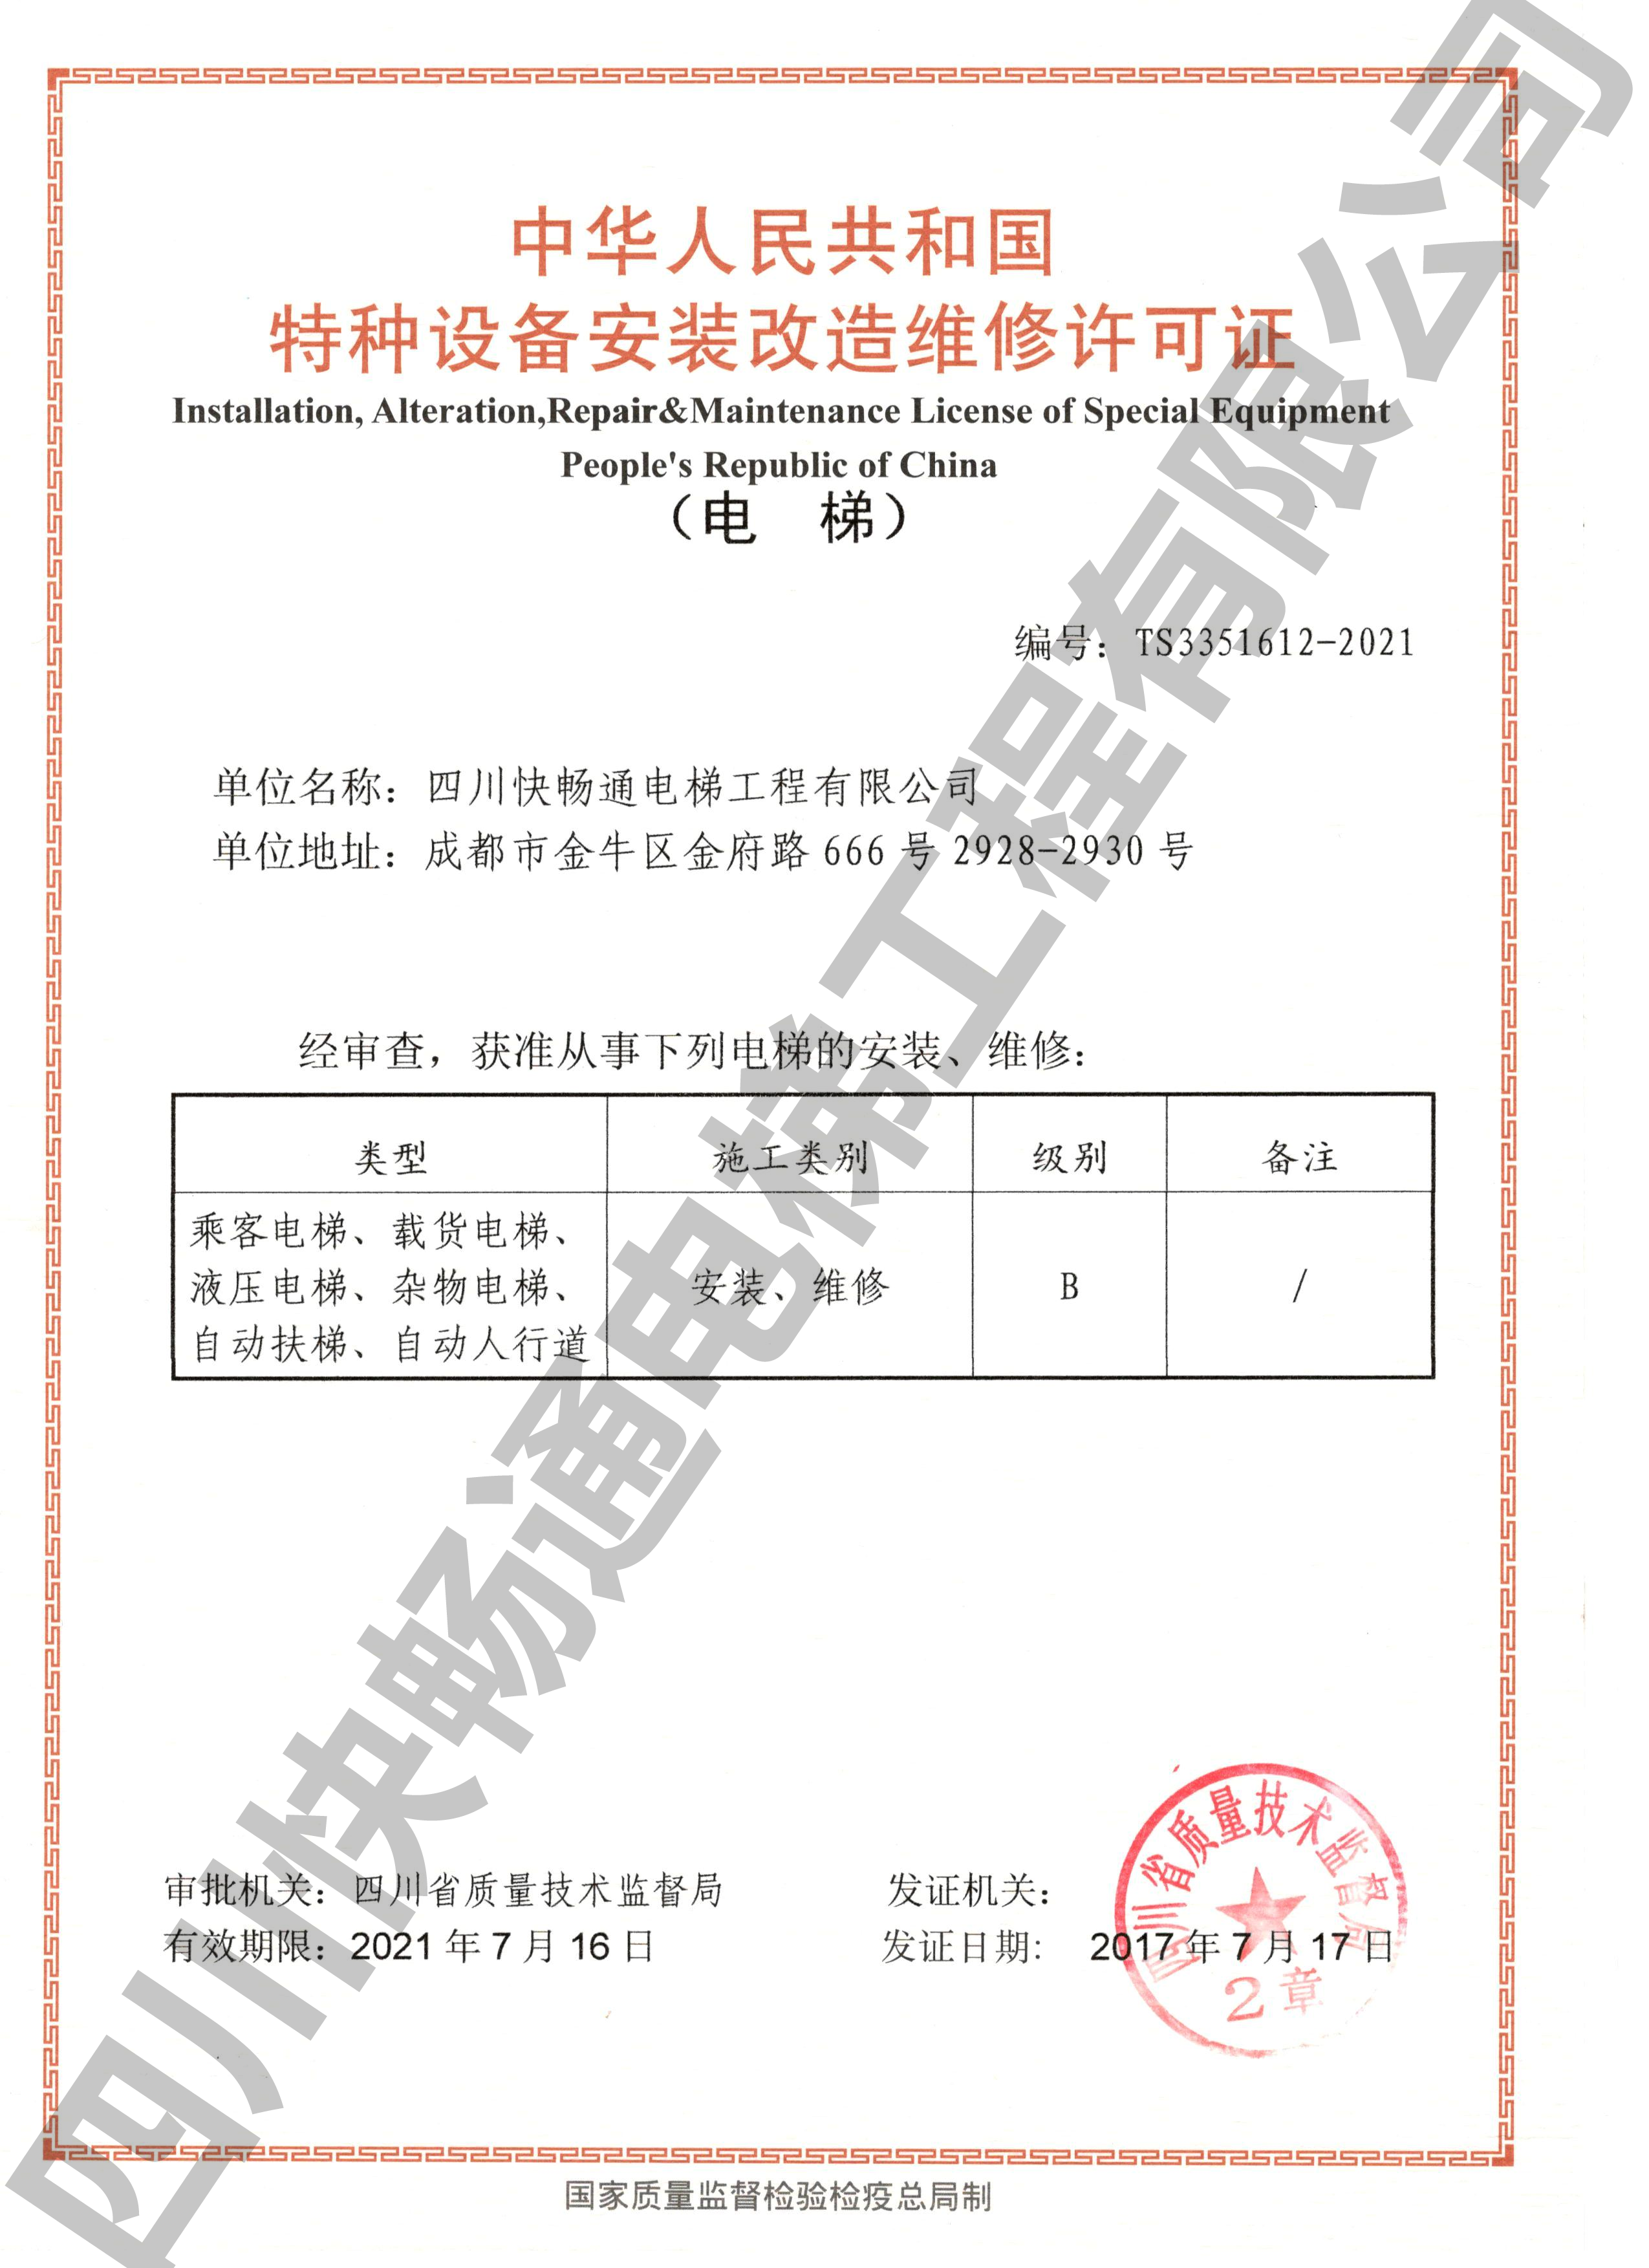 中华人民共和国
特种设备安装改造维修许可证
Installation, Alteration,Repair&Maintenance License of Special Equipment
People's Republic of China
（电 梯）
编号：TS3351612-2021
单位名称：四川快畅通电梯工程有限公司
单位地址：成都市金牛区金府路 666 号 2928-2930 号
经审查，获准从事下列电梯的安装、维修：
类型 施工类别 级别 备注
乘客电梯、载货电梯、
液压电梯、杂物电梯、
自动扶梯、自动人行道
安装、维修 B /
审批机关：四川省质量技术监督局
发证机关：
有效期限：2021 年 7 月 16 日
发证日期： 2017 年 7 月 17 日
四川省质量技术监督局
2章
国家质量监督检验检疫总局制
四川快畅通电梯工程有限公司